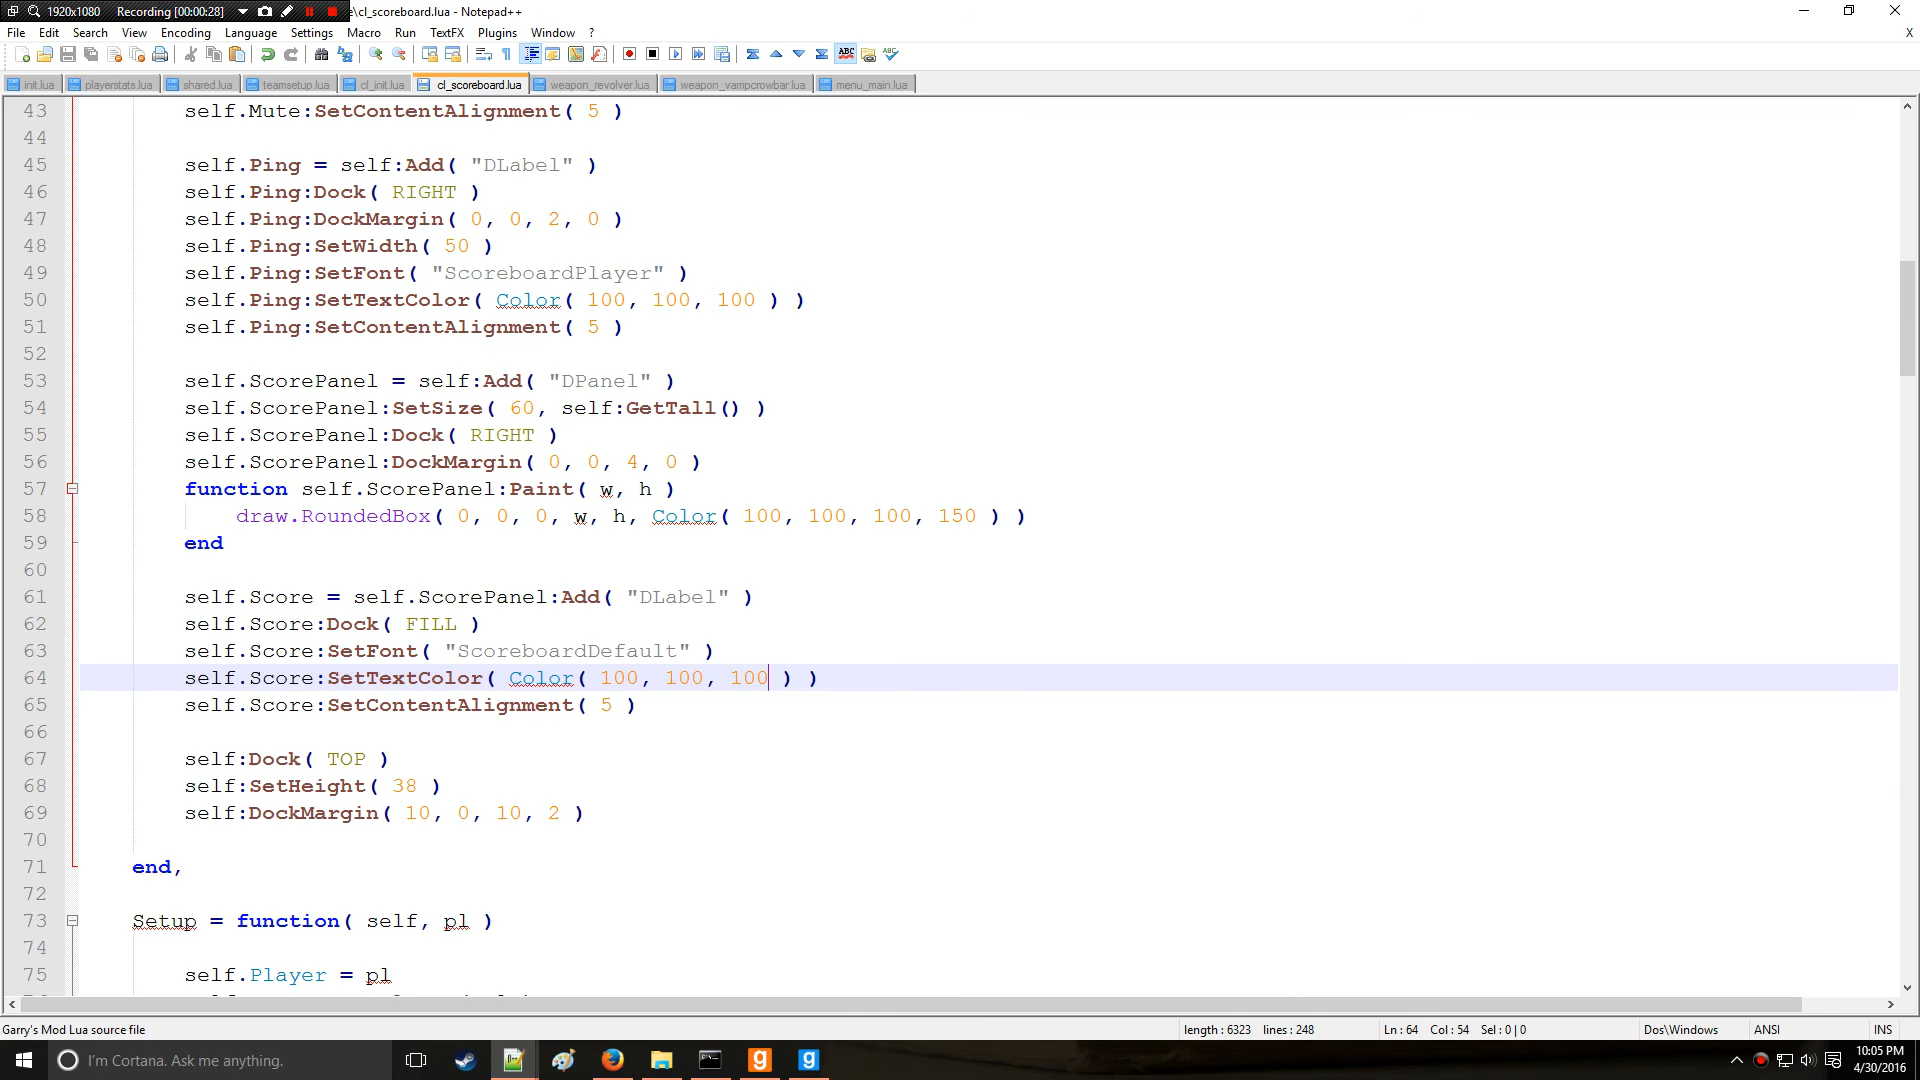 1920x1080 Recording [00:00:28] e\cl_scoreboard.lua - Notepad++
File Edit Search View Encoding Language Settings Macro Run TextFX Plugins Window ? X
init.lua playerstats.lua shared.lua teamsetup.lua cl_init.lua cl_scoreboard.lua weapon_revolver.lua weapon_vampcrowbar.lua menu_main.lua
43 self.Mute:SetContentAlignment( 5 )
44
45 self.Ping = self:Add( "DLabel" )
46 self.Ping:Dock( RIGHT )
47 self.Ping:DockMargin( 0, 0, 2, 0 )
48 self.Ping:SetWidth( 50 )
49 self.Ping:SetFont( "ScoreboardPlayer" )
50 self.Ping:SetTextColor( Color( 100, 100, 100 ) )
51 self.Ping:SetContentAlignment( 5 )
52
53 self.ScorePanel = self:Add( "DPanel" )
54 self.ScorePanel:SetSize( 60, self:GetTall() )
55 self.ScorePanel:Dock( RIGHT )
56 self.ScorePanel:DockMargin( 0, 0, 4, 0 )
57 function self.ScorePanel:Paint( w, h )
58 draw.RoundedBox( 0, 0, 0, w, h, Color( 100, 100, 100, 150 ) )
59 end
60
61 self.Score = self.ScorePanel:Add( "DLabel" )
62 self.Score:Dock( FILL )
63 self.Score:SetFont( "ScoreboardDefault" )
64 self.Score:SetTextColor( Color( 100, 100, 100 ) )
65 self.Score:SetContentAlignment( 5 )
66
67 self:Dock( TOP )
68 self:SetHeight( 38 )
69 self:DockMargin( 10, 0, 10, 2 )
70
71 end,
72
73 Setup = function( self, pl )
74
75 self.Player = pl
Garry's Mod Lua source file length : 6323 lines : 248 Ln : 64 Col : 54 Sel : 0 | 0 Dos\Windows ANSI INS
I'm Cortana. Ask me anything. 10:05 PM
4/30/2016